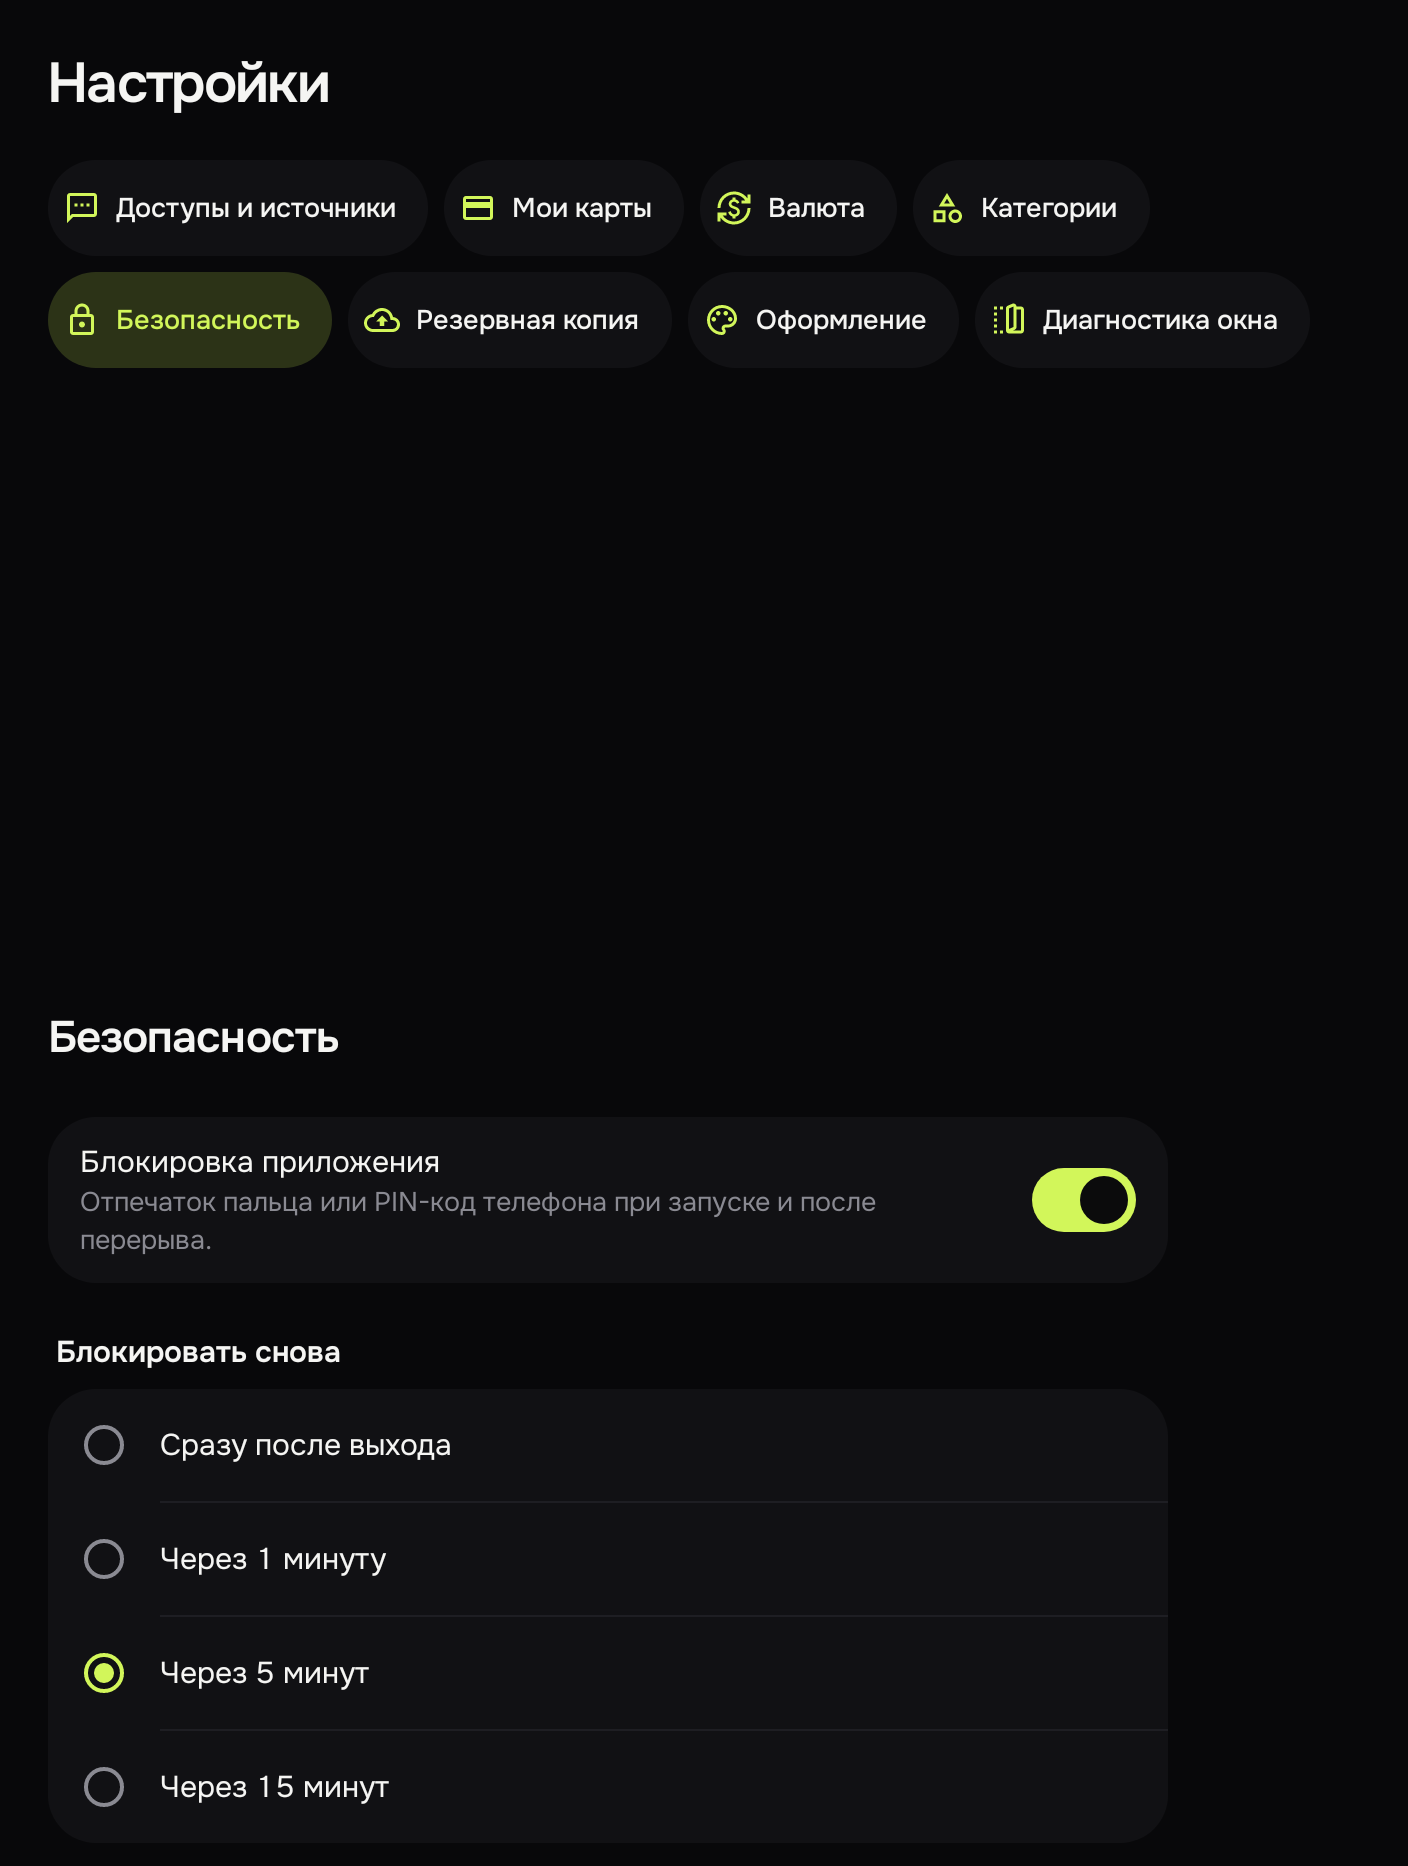 Настройки
Доступы и источники
Мои карты
Валюта
Категории
Безопасность
Резервная копия
Оформление
Диагностика окна
Безопасность
Блокировка приложения
Отпечаток пальца или PIN-код телефона при запуске и после
перерыва.
Блокировать снова
Сразу после выхода
Через 1 минуту
Через 5 минут
Через 15 минут